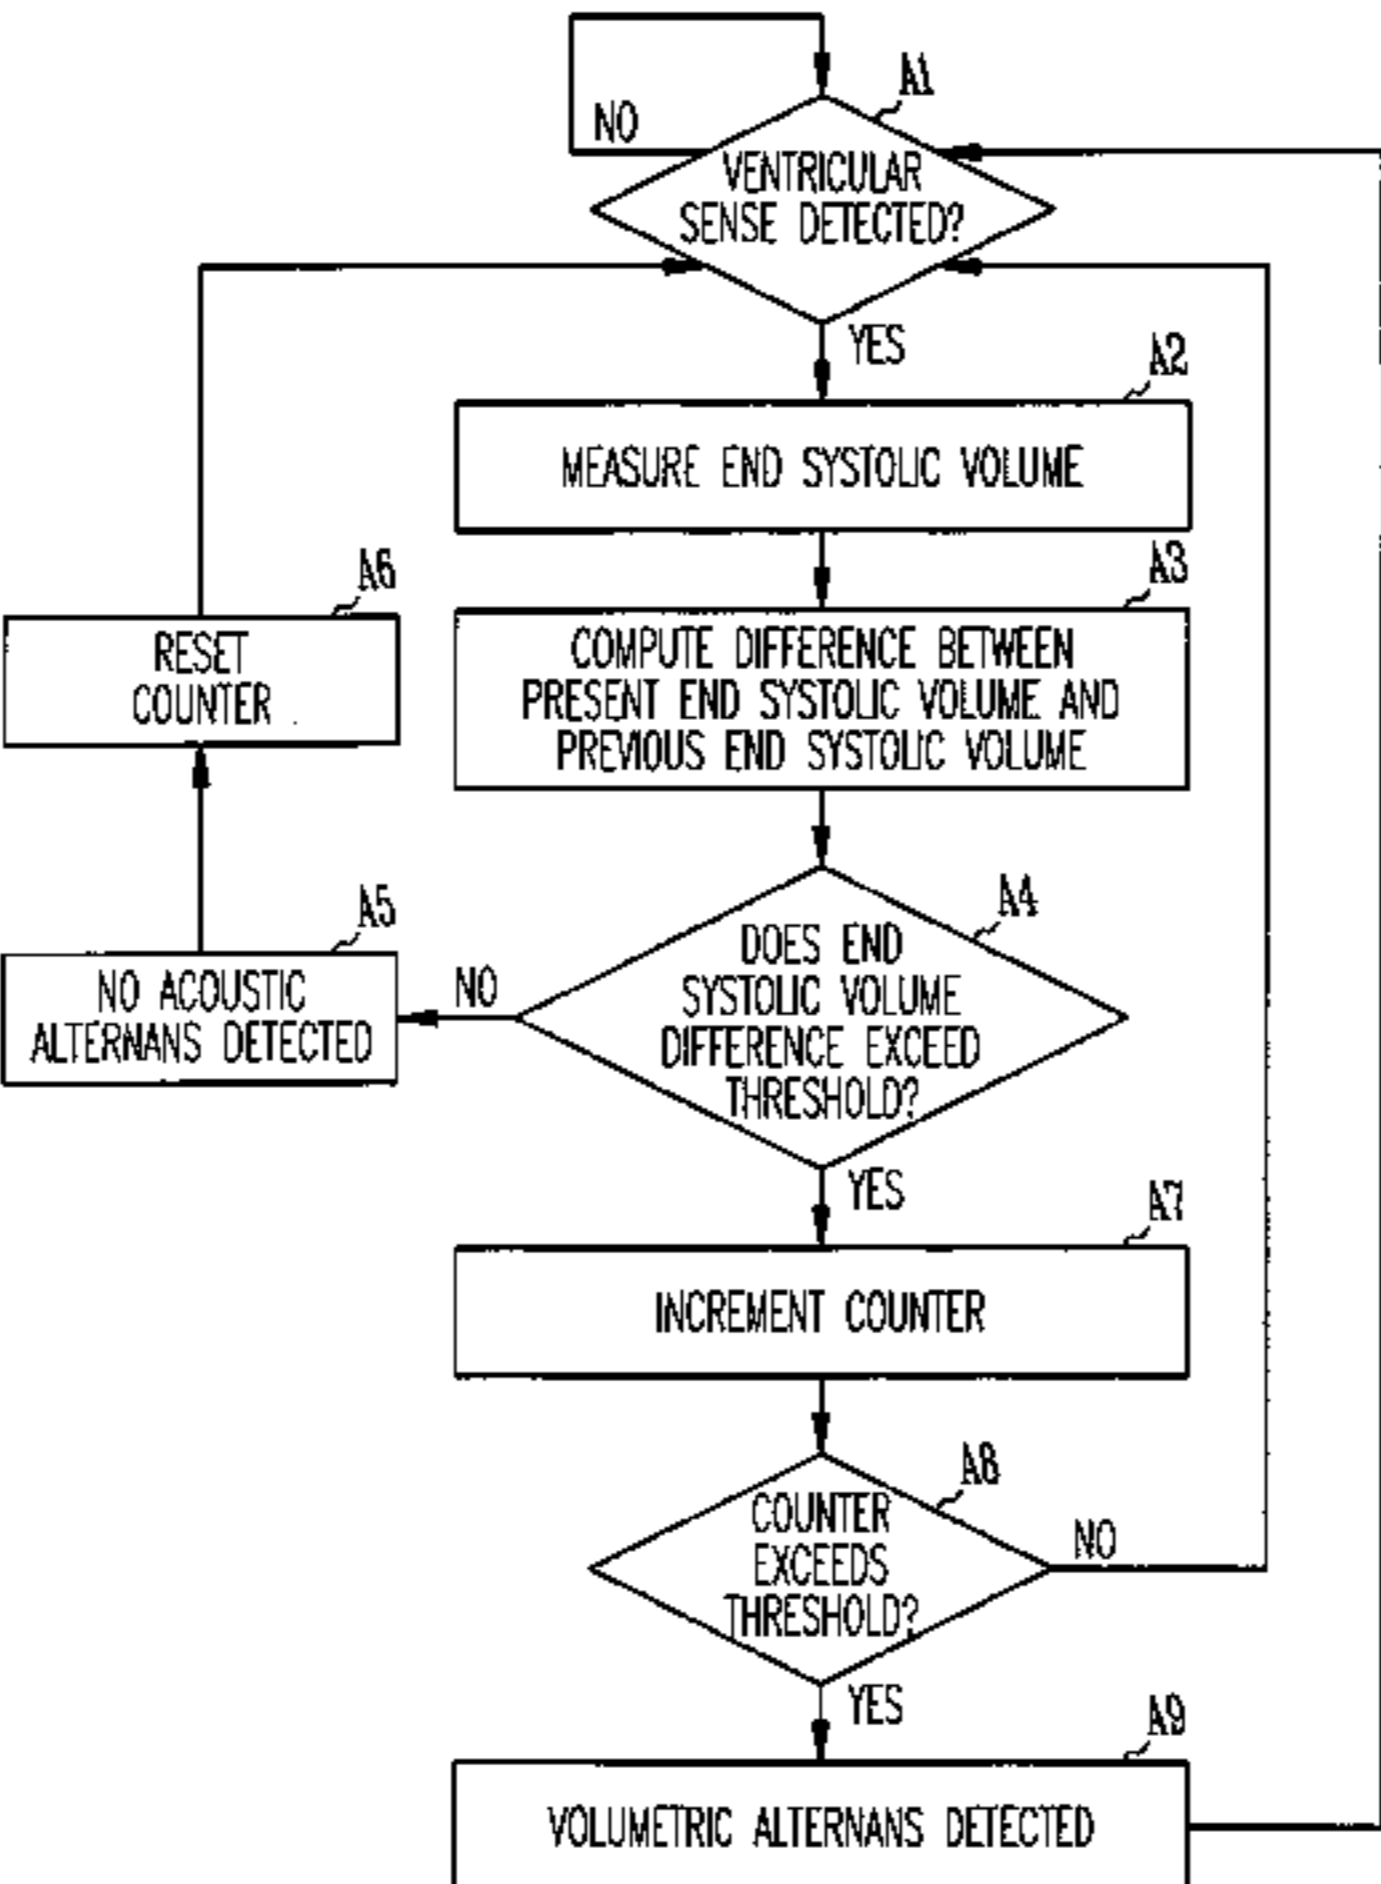 A1
NO
VENTRICULAR
SENSE DETECTED?
YES
A2
MEASURE END SYSTOLIC VOLUME
A3
COMPUTE DIFFERENCE BETWEEN
PRESENT END SYSTOLIC VOLUME AND
PREVIOUS END SYSTOLIC VOLUME
A6
RESET
COUNTER
A4
DOES END
SYSTOLIC VOLUME
DIFFERENCE EXCEED
THRESHOLD?
NO
A5
NO ACOUSTIC
ALTERNANS DETECTED
YES
A7
INCREMENT COUNTER
A8
COUNTER
EXCEEDS
THRESHOLD?
NO
YES
A9
VOLUMETRIC ALTERNANS DETECTED